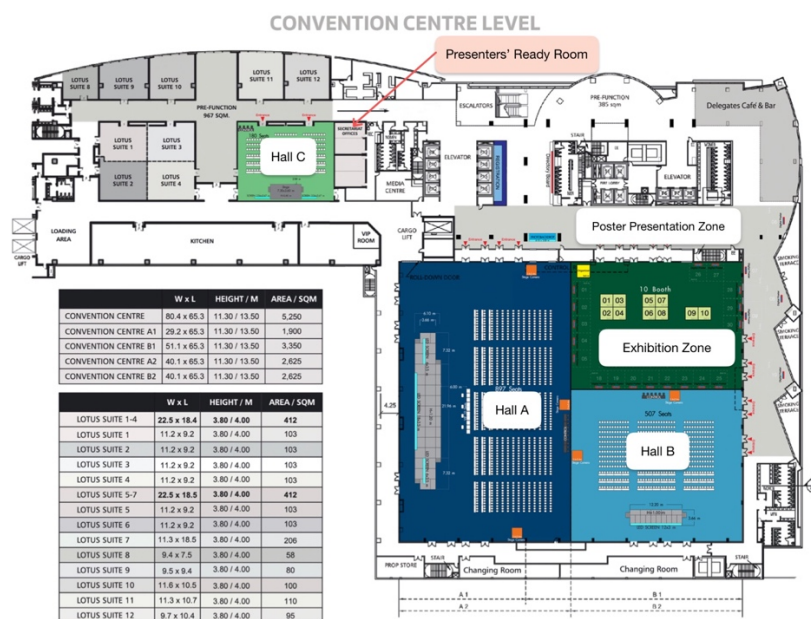 CONVENTION CENTRE LEVEL
Presenters' Ready Room
LOTUS SUITE 8
LOTUS SUITE 9
LOTUS SUITE 10
LOTUS SUITE 11
LOTUS SUITE 12
PRE-FUNCTION
967 SQM.
ESCALATORS
PRE-FUNCTION
385 sqm
Delegates Café & Bar
LOTUS SUITE 1
LOTUS SUITE 3
LOTUS SUITE 2
LOTUS SUITE 4
Hall C
SECRETARIAT OFFICES
MEDIA CENTRE
ELEVATOR
REGISTRATION
STAIR
ELEVATOR
Poster Presentation Zone
LOADING AREA
KITCHEN
VIP ROOM
CARGO LIFT
CARGO LIFT
10 Booth
01 03 05 07
02 04 06 08 09 10
Exhibition Zone
897 Seats
Hall A
507 Seats
Hall B
4.25
PROP STORE
STAIR
Changing Room
Changing Room
STAIR
A 1
B 1
A 2
B 2
W x L HEIGHT / M AREA / SQM
CONVENTION CENTRE 80.4 x 65.3 11.30 / 13.50 5,250
CONVENTION CENTRE A1 29.2 x 65.3 11.30 / 13.50 1,900
CONVENTION CENTRE B1 51.1 x 65.3 11.30 / 13.50 3,350
CONVENTION CENTRE A2 40.1 x 65.3 11.30 / 13.50 2,625
CONVENTION CENTRE B2 40.1 x 65.3 11.30 / 13.50 2,625
W x L HEIGHT / M AREA / SQM
LOTUS SUITE 1-4 22.5 x 18.4 3.80 / 4.00 412
LOTUS SUITE 1 11.2 x 9.2 3.80 / 4.00 103
LOTUS SUITE 2 11.2 x 9.2 3.80 / 4.00 103
LOTUS SUITE 3 11.2 x 9.2 3.80 / 4.00 103
LOTUS SUITE 4 11.2 x 9.2 3.80 / 4.00 103
LOTUS SUITE 5-7 22.5 x 18.5 3.80 / 4.00 412
LOTUS SUITE 5 11.2 x 9.2 3.80 / 4.00 103
LOTUS SUITE 6 11.2 x 9.2 3.80 / 4.00 103
LOTUS SUITE 7 11.3 x 18.5 3.80 / 4.00 206
LOTUS SUITE 8 9.4 x 7.5 3.80 / 4.00 58
LOTUS SUITE 9 9.5 x 9.4 3.80 / 4.00 80
LOTUS SUITE 10 11.6 x 10.5 3.80 / 4.00 100
LOTUS SUITE 11 11.3 x 10.7 3.80 / 4.00 110
LOTUS SUITE 12 9.7 x 10.4 3.80 / 4.00 95